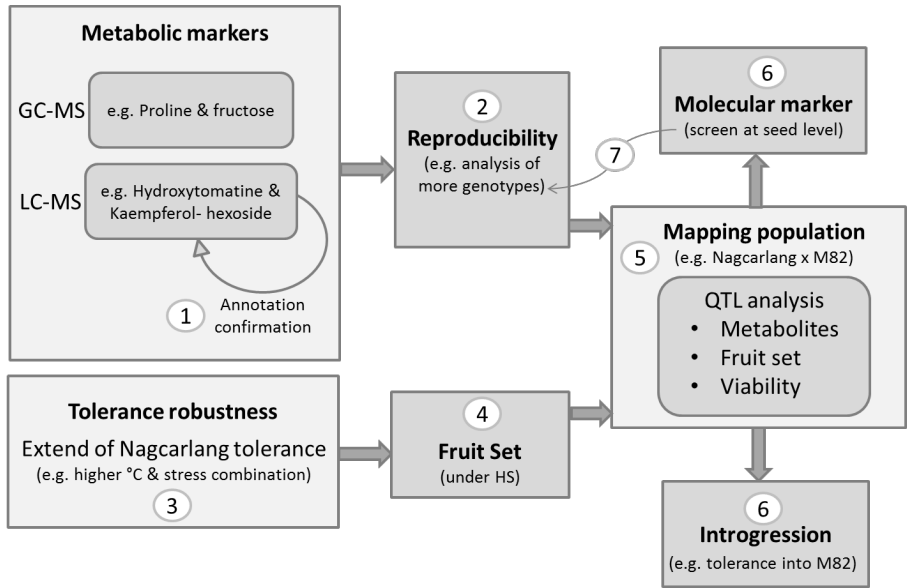 Metabolic markers
GC-MS
e.g. Proline & fructose
LC-MS
e.g. Hydroxytomatine &
Kaempferol- hexoside
1
Annotation
confirmation
2
Reproducibility
(e.g. analysis of
more genotypes)
7
6
Molecular marker
(screen at seed level)
5
Mapping population
(e.g. Nagcarlang x M82)
QTL analysis
• Metabolites
• Fruit set
• Viability
Tolerance robustness
Extend of Nagcarlang tolerance
(e.g. higher °C & stress combination)
3
4
Fruit Set
(under HS)
6
Introgression
(e.g. tolerance into M82)